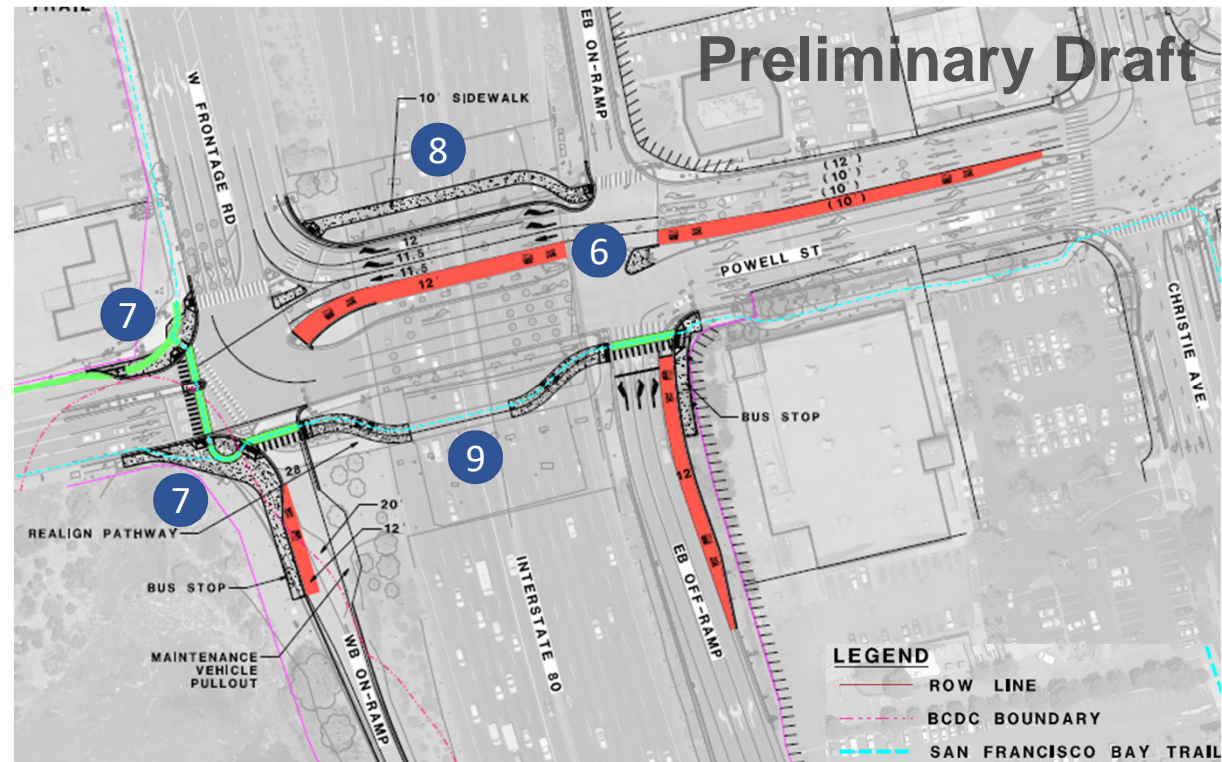 TRAIL
Preliminary Draft
EB ON-RAMP
W FRONTAGE RD
10' SIDEWALK
8
(12')
(10')
(10')
(10')
12
11.5
11.5
12'
6
POWELL ST
7
CHRISTIE AVE.
BUS STOP
9
28
7
20'
12'
12'
REALIGN PATHWAY
BUS STOP
MAINTENANCE
VEHICLE
PULLOUT
WB ON-RAMP
INTERSTATE 80
EB OFF-RAMP
LEGEND
ROW LINE
BCDC BOUNDARY
SAN FRANCISCO BAY TRAIL